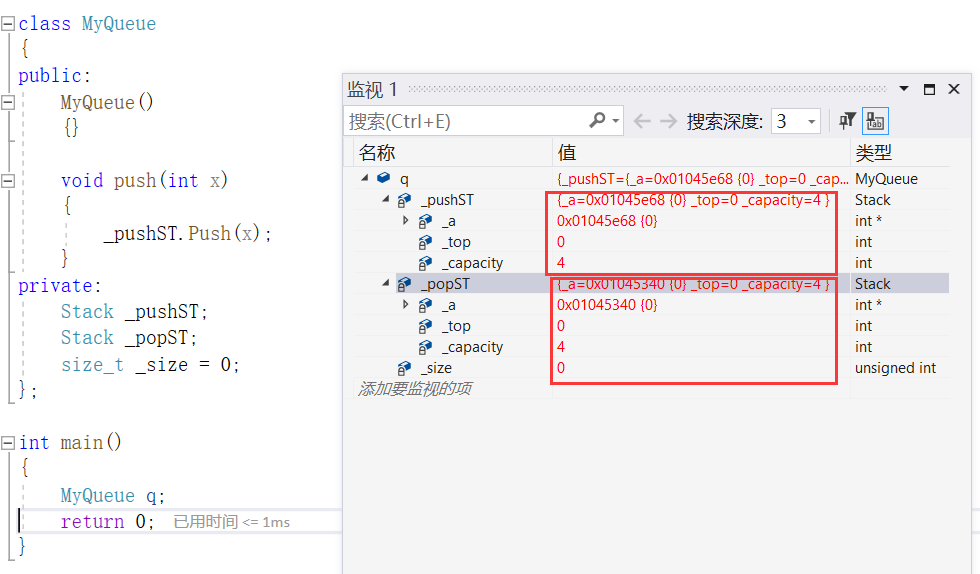 class MyQueue
{
public:
    MyQueue()
    {}

    void push(int x)
    {
        _pushST.Push(x);
    }
private:
    Stack _pushST;
    Stack _popST;
    size_t _size = 0;
};

int main()
{
    MyQueue q;
    return 0; 已用时间 <= 1ms
}
监视 1
搜索(Ctrl+E) 搜索深度: 3
名称 值 类型
q {_pushST={_a=0x01045e68 {0} _top=0 _cap... MyQueue
_pushST {_a=0x01045e68 {0} _top=0 _capacity=4 } Stack
_a 0x01045e68 {0} int *
_top 0 int
_capacity 4 int
_popST {_a=0x01045340 {0} _top=0 _capacity=4 } Stack
_a 0x01045340 {0} int *
_top 0 int
_capacity 4 int
_size 0 unsigned int
添加要监视的项